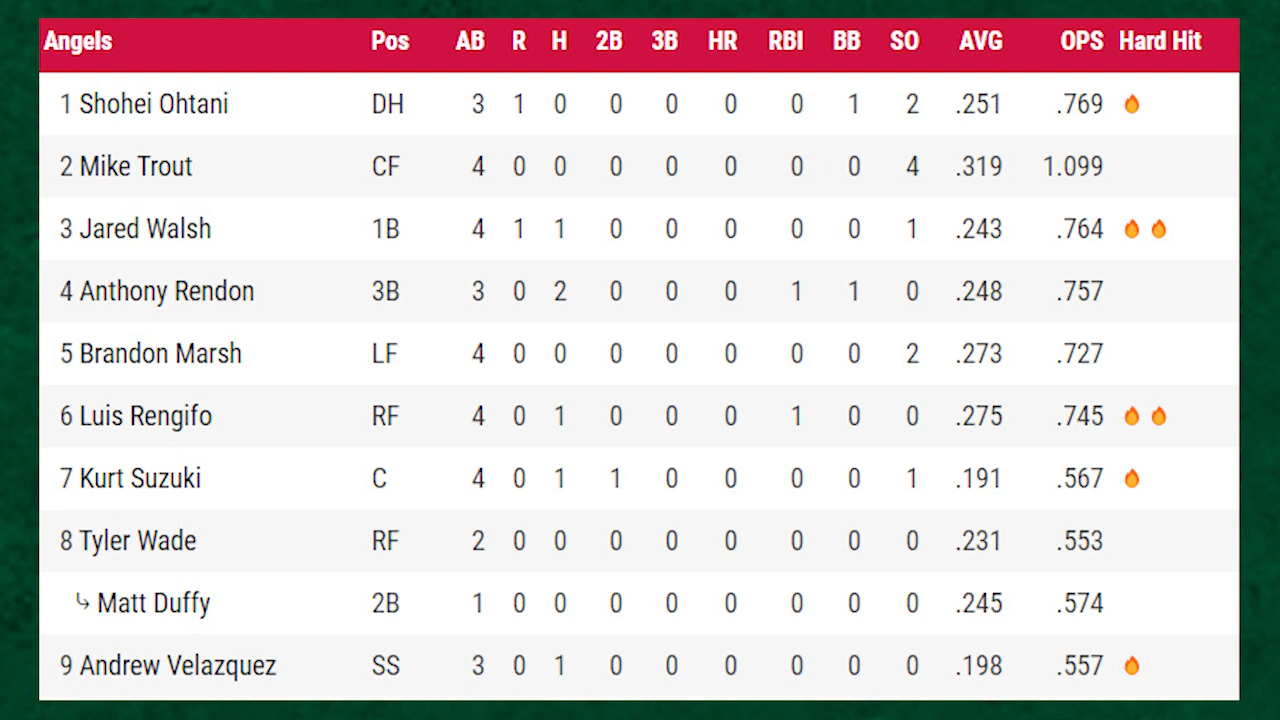 Angels Pos AB R H 2B 3B HR RBI BB SO AVG OPS Hard Hit
1 Shohei Ohtani DH 3 1 0 0 0 0 0 1 2 .251 .769
2 Mike Trout CF 4 0 0 0 0 0 0 0 4 .319 1.099
3 Jared Walsh 1B 4 1 1 0 0 0 0 0 1 .243 .764
4 Anthony Rendon 3B 3 0 2 0 0 0 1 1 0 .248 .757
5 Brandon Marsh LF 4 0 0 0 0 0 0 0 2 .273 .727
6 Luis Rengifo RF 4 0 1 0 0 0 1 0 0 .275 .745
7 Kurt Suzuki C 4 0 1 1 0 0 0 0 1 .191 .567
8 Tyler Wade RF 2 0 0 0 0 0 0 0 0 .231 .553
Matt Duffy 2B 1 0 0 0 0 0 0 0 0 .245 .574
9 Andrew Velazquez SS 3 0 1 0 0 0 0 0 0 .198 .557